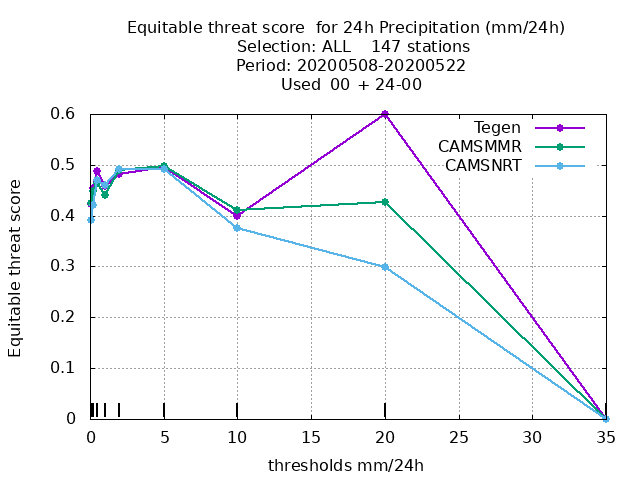 Equitable threat score  for 24h Precipitation (mm/24h)
Selection: ALL    147 stations
Period: 20200508-20200522
Used  00 + 24-00
Tegen
CAMSMMR
CAMSNRT
Equitable threat score
0.6
0.5
0.4
0.3
0.2
0.1
0
0 5 10 15 20 25 30 35
thresholds mm/24h